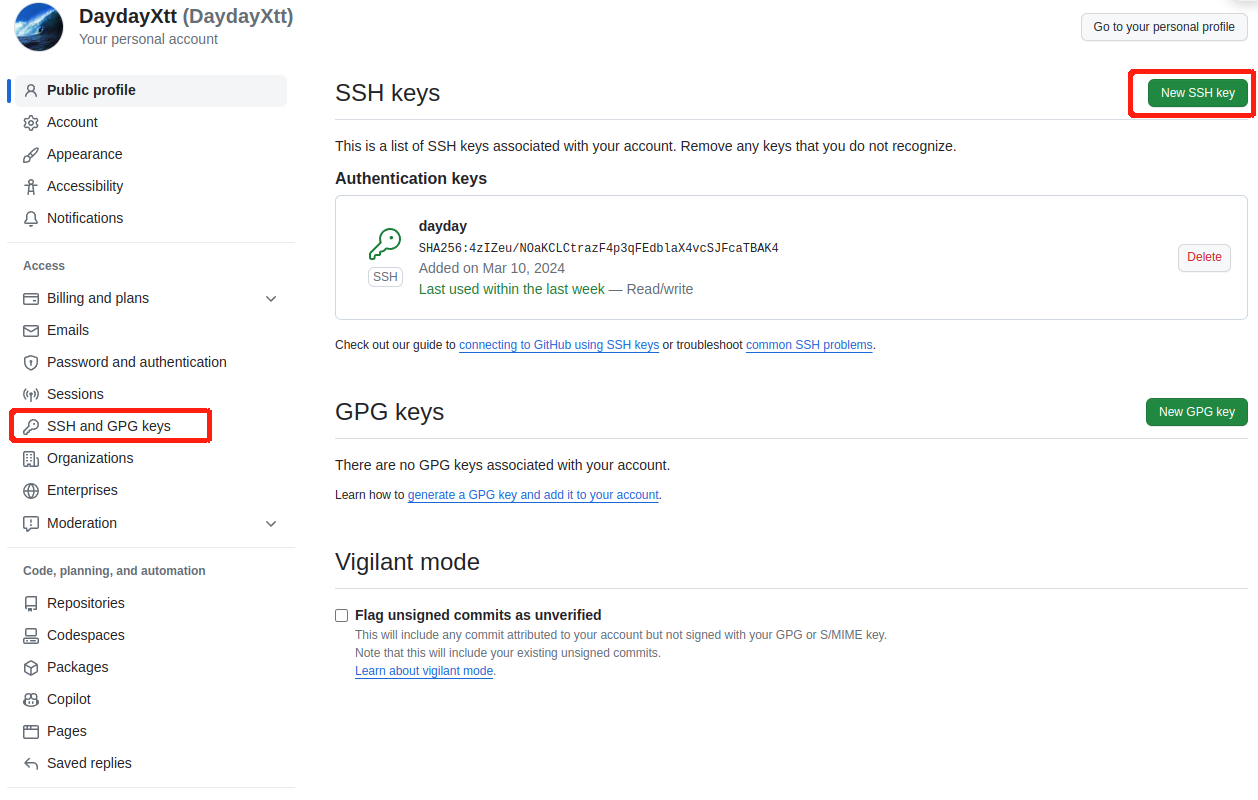 DaydayXtt (DaydayXtt)
Your personal account
Go to your personal profile
Public profile
Account
Appearance
Accessibility
Notifications
Access
Billing and plans
Emails
Password and authentication
Sessions
SSH and GPG keys
Organizations
Enterprises
Moderation
Code, planning, and automation
Repositories
Codespaces
Packages
Copilot
Pages
Saved replies
SSH keys
New SSH key
This is a list of SSH keys associated with your account. Remove any keys that you do not recognize.
Authentication keys
dayday
SHA256:4zIZeu/NOaKCLCtrazF4p3qFEdblaX4vcSJFcaTBAK4
Added on Mar 10, 2024
Last used within the last week — Read/write
SSH
Delete
Check out our guide to connecting to GitHub using SSH keys or troubleshoot common SSH problems.
GPG keys
New GPG key
There are no GPG keys associated with your account.
Learn how to generate a GPG key and add it to your account.
Vigilant mode
Flag unsigned commits as unverified
This will include any commit attributed to your account but not signed with your GPG or S/MIME key.
Note that this will include your existing unsigned commits.
Learn about vigilant mode.